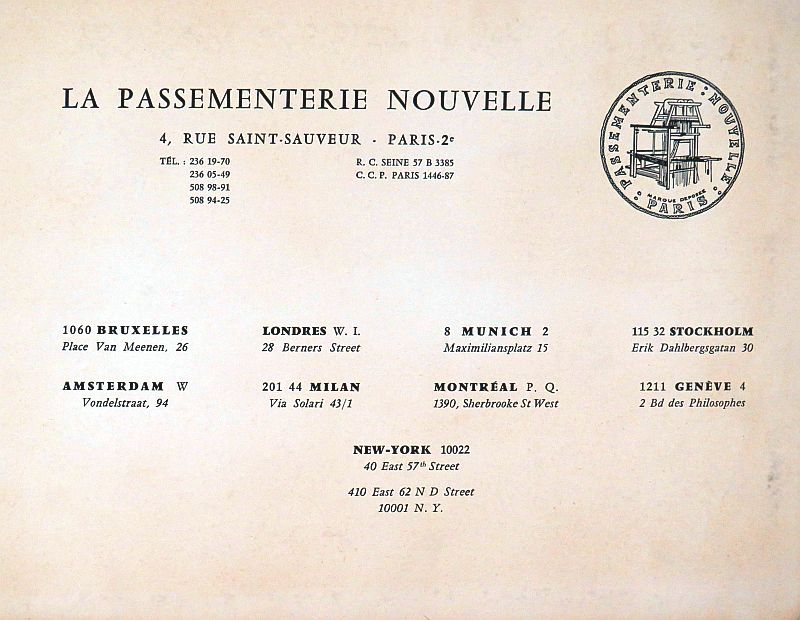 LA PASSEMENTERIE NOUVELLE
4, RUE SAINT-SAUVEUR - PARIS-2e
TÉL. : 236 19-70
236 05-49
508 98-91
508 94-25
R. C. SEINE 57 B 3385
C. C. P. PARIS 1446-87
PASSEMENTERIE : NOUVELLE
MARQUE DEPOSÉE
PARIS
1060 BRUXELLES
Place Van Meenen, 26
LONDRES W. I.
28 Berners Street
8 MUNICH 2
Maximiliansplatz 15
115 32 STOCKHOLM
Erik Dahlbergsgatan 30
AMSTERDAM W
Vondelstraat, 94
201 44 MILAN
Via Solari 43/1
MONTRÉAL P. Q.
1390, Sherbrooke St West
1211 GENÈVE 4
2 Bd des Philosophes
NEW-YORK 10022
40 East 57th Street
410 East 62 N D Street
10001 N. Y.